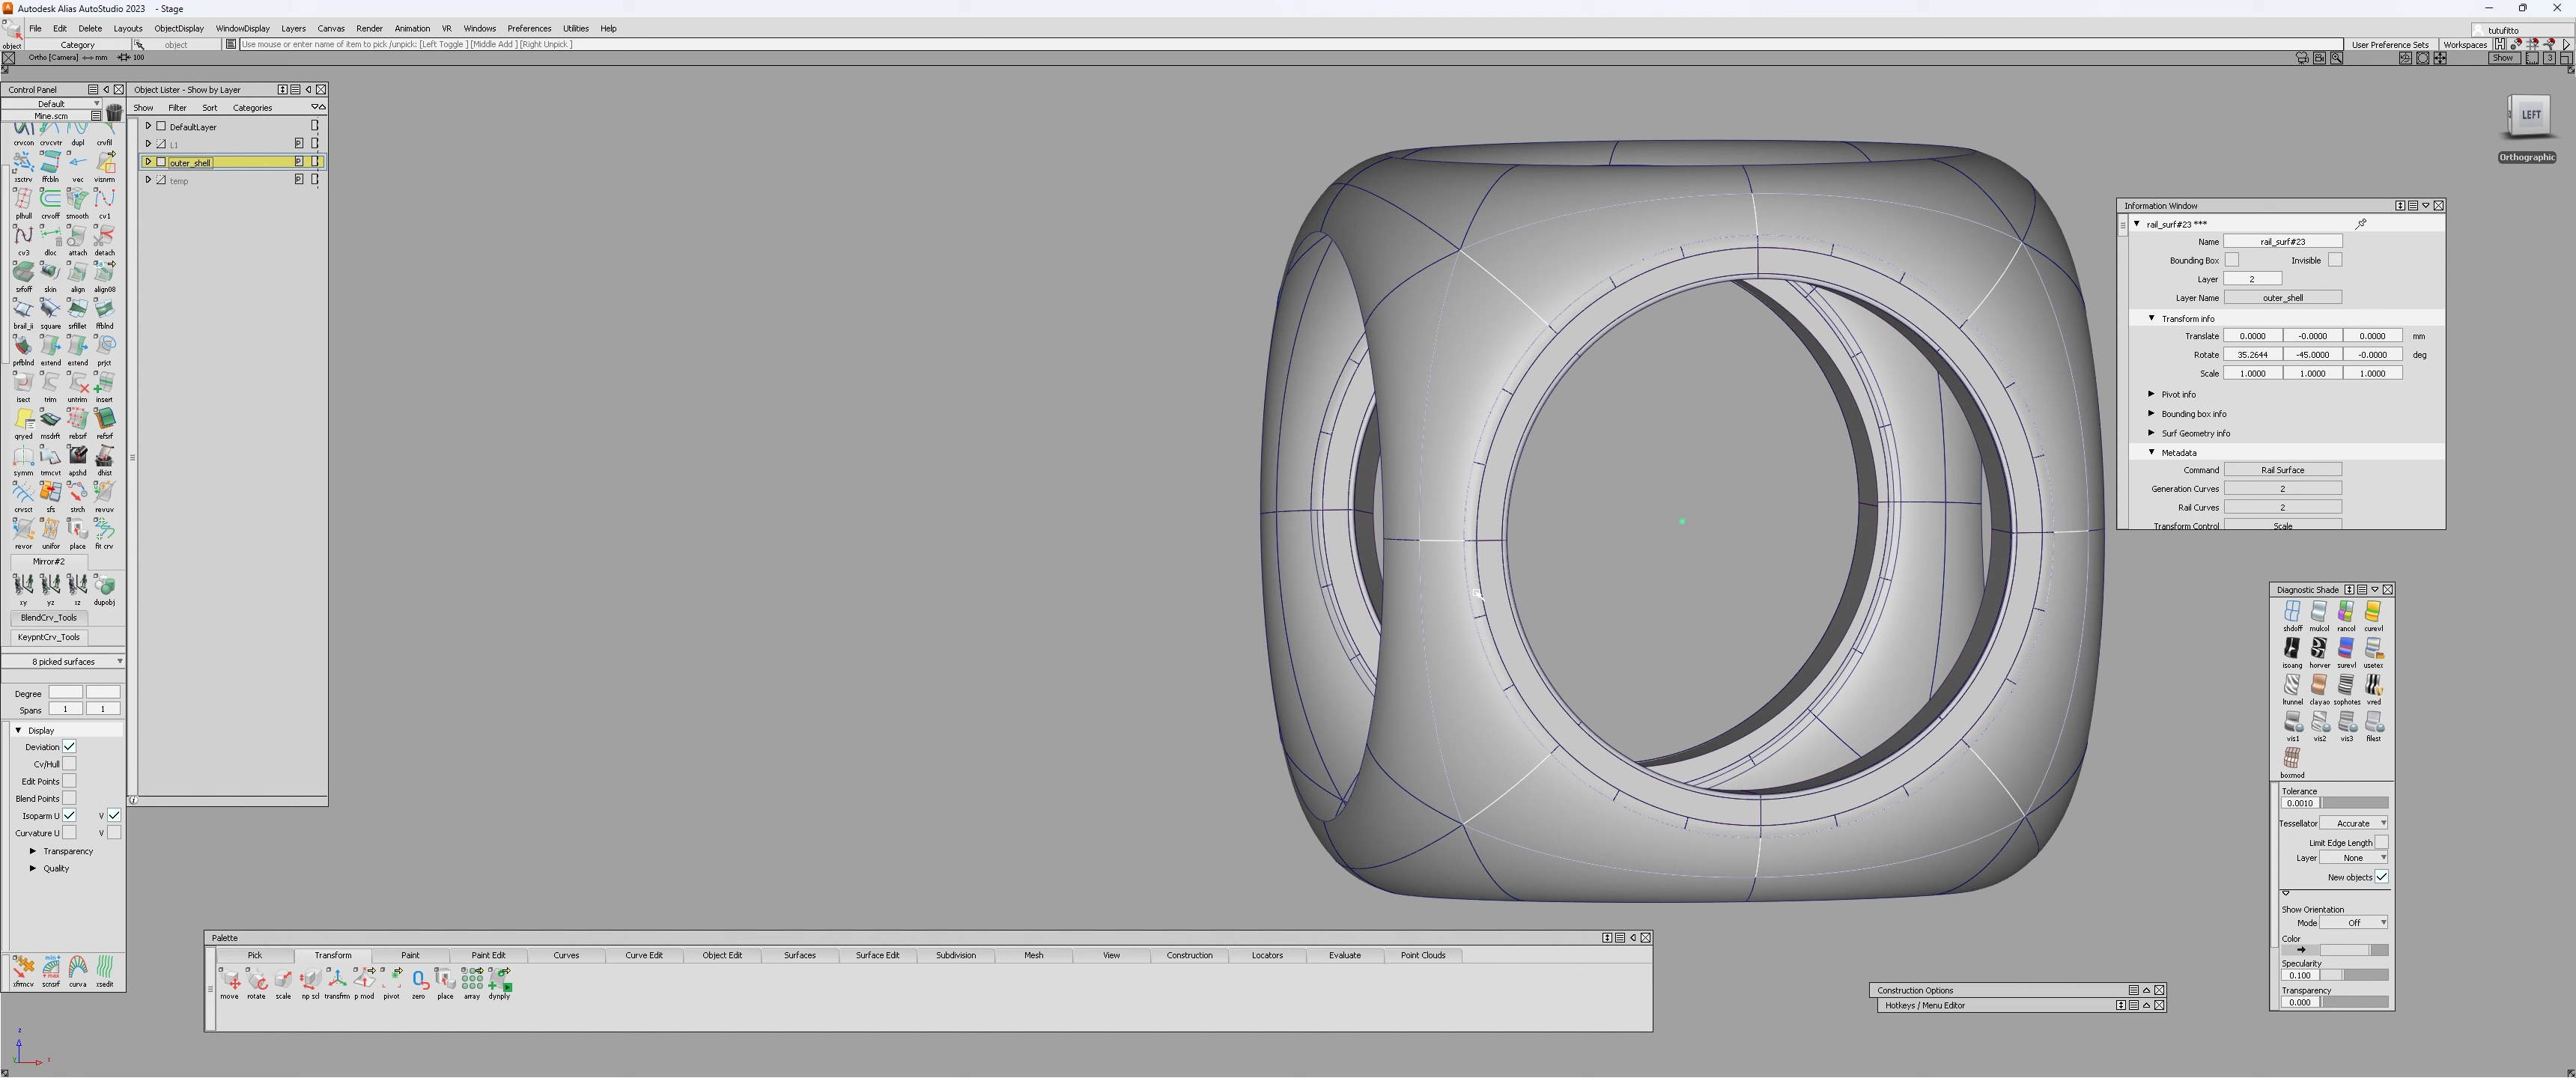 Autodesk Alias AutoStudio 2023 - Stage
File Edit Delete Layouts ObjectDisplay WindowDisplay Layers Canvas Render Animation VR Windows Preferences Utilities Help
tutufitto
object Category object Use mouse or enter name of item to pick /unpick: [Left Toggle ] [Middle Add ] [Right Unpick ]
User Preference Sets Workspaces
Ortho [Camera] mm 100
Show 3
Control Panel
Default
Mine.scm
crvcon crvcvtr dupl crvfil
xsctrv ffcbln vec visnrm
plhull crvoff smooth cv1
cv3 dloc attach detach
srfoff skin align align08
brail_ii square srfillet ffblnd
prfblnd extend extend prjct
isect trim untrim insert
qryed msdrft rebsrf refsrf
symm trmcvt apshd dhist
crvsct sfs strch revuv
revor unifor place fit crv
Mirror#2
xy yz xz dupobj
BlendCrv_Tools
KeypntCrv_Tools
8 picked surfaces
Degree
Spans 1 1
Display
Deviation
Cv/Hull
Edit Points
Blend Points
Isoparm U V
Curvature U V
Transparency
Quality
xfrmcv scnsrf curva xsedit
Object Lister - Show by Layer
Show Filter Sort Categories
DefaultLayer
L1 P
outer_shell P
temp P
LEFT
Orthographic
Information Window
rail_surf#23 ***
Name rail_surf#23
Bounding Box Invisible
Layer 2
Layer Name outer_shell
Transform info
Translate 0.0000 -0.0000 0.0000 mm
Rotate 35.2644 -45.0000 -0.0000 deg
Scale 1.0000 1.0000 1.0000
Pivot info
Bounding box info
Surf Geometry info
Metadata
Command Rail Surface
Generation Curves 2
Rail Curves 2
Transform Control Scale
Diagnostic Shade
shdoff mulcol rancol curevl
isoang horver surevl usetex
ltunnel clayao sophotes vred
vis1 vis2 vis3 filest
boxmod
Tolerance
0.0010
Tessellator Accurate
Limit Edge Length
Layer None
New objects
Show Orientation
Mode Off
Color
Specularity
0.100
Transparency
0.000
Palette
Pick Transform Paint Paint Edit Curves Curve Edit Object Edit Surfaces Surface Edit Subdivision Mesh View Construction Locators Evaluate Point Clouds
move rotate scale np scl transfrm p mod pivot zero place array dynply
Construction Options
Hotkeys / Menu Editor